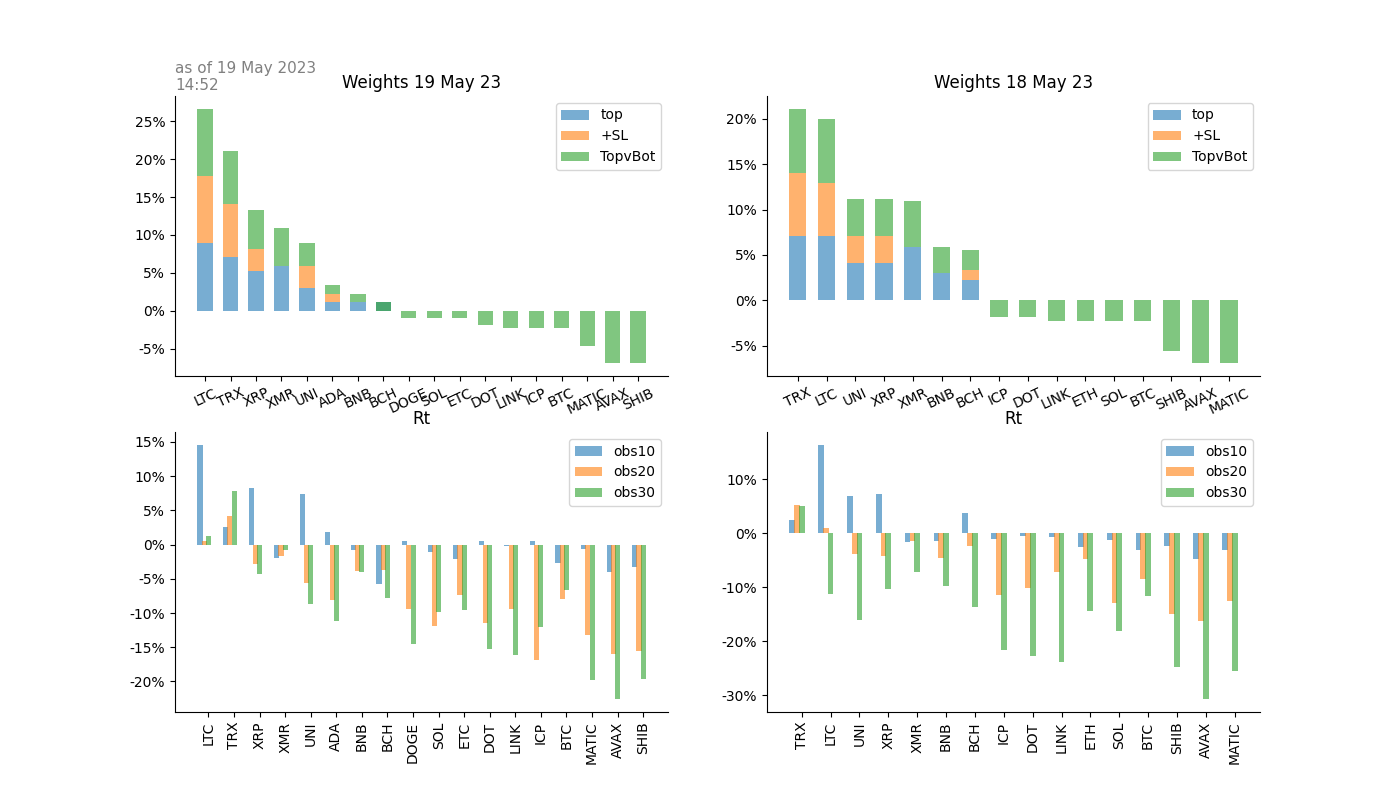 as of 19 May 2023
14:52
Weights 19 May 23
25%
20%
15%
10%
5%
0%
-5%
top
+SL
TopvBot
LTC TRX XRP XMR UNI ADA BNB BCH DOGE SOL ETC DOT LINK ICP BTC MATIC AVAX SHIB
Weights 18 May 23
20%
15%
10%
5%
0%
-5%
top
+SL
TopvBot
TRX LTC UNI XRP XMR BNB BCH ICP DOT LINK ETH SOL BTC SHIB AVAX MATIC
Rt
15%
10%
5%
0%
-5%
-10%
-15%
-20%
obs10
obs20
obs30
LTC TRX XRP XMR UNI ADA BNB BCH DOGE SOL ETC DOT LINK ICP BTC MATIC AVAX SHIB
Rt
10%
0%
-10%
-20%
-30%
obs10
obs20
obs30
TRX LTC UNI XRP XMR BNB BCH ICP DOT LINK ETH SOL BTC SHIB AVAX MATIC